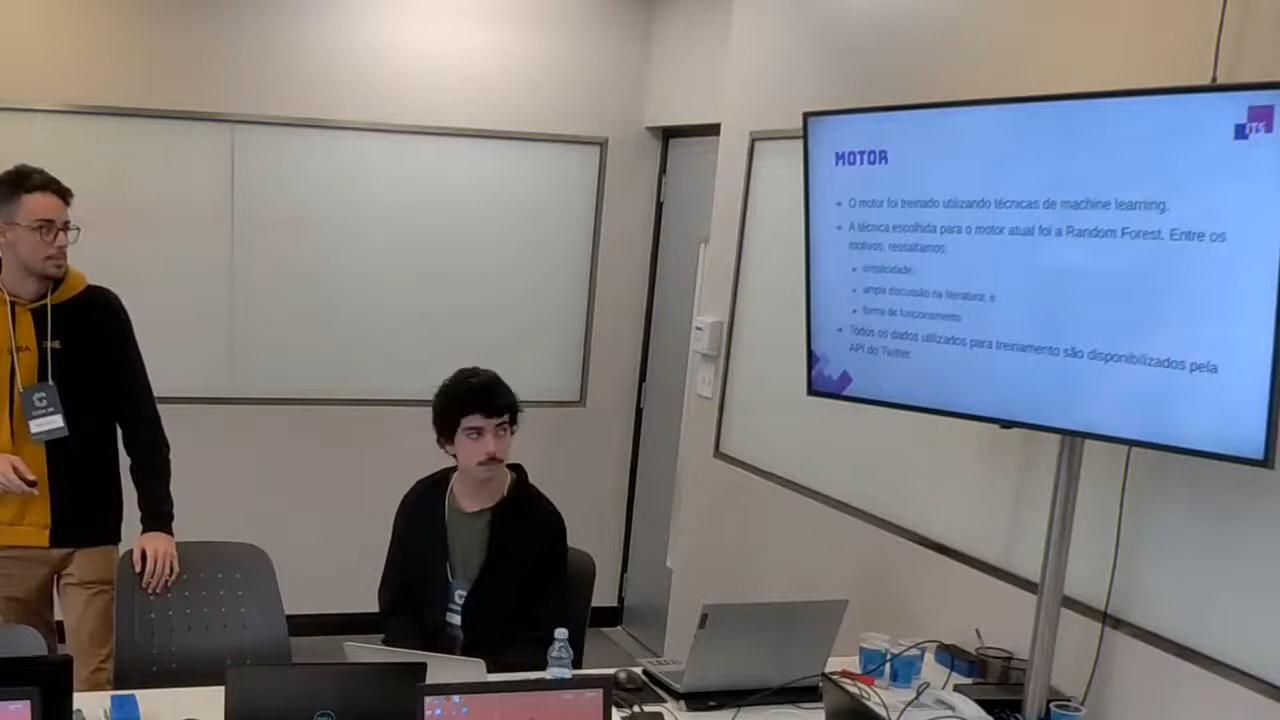 ITS
MOTOR
O motor foi treinado utilizando técnicas de machine learning.
A técnica escolhida para o motor atual foi a Random Forest. Entre os
motivos, ressaltamos:
simplicidade;
ampla discussão na literatura; e
forma de funcionamento
Todos os dados utilizados para treinamento são disponibilizados pela
API do Twitter.
DELL